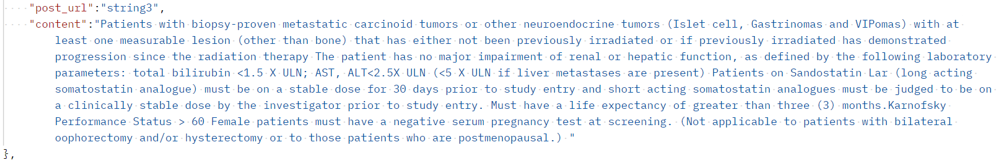 "post_url":"string3",
"content":"Patients with biopsy-proven metastatic carcinoid tumors or other neuroendocrine tumors (Islet cell, Gastrinomas and VIPomas) with at
least one measurable lesion (other than bone) that has either not been previously irradiated or if previously irradiated has demonstrated
progression since the radiation therapy The patient has no major impairment of renal or hepatic function, as defined by the following laboratory
parameters: total bilirubin <1.5 X ULN; AST, ALT<2.5X ULN (<5 X ULN if liver metastases are present) Patients on Sandostatin Lar (long acting
somatostatin analogue) must be on a stable dose for 30 days prior to study entry and short acting somatostatin analogues must be judged to be on
a clinically stable dose by the investigator prior to study entry. Must have a life expectancy of greater than three (3) months.Karnofsky
Performance Status > 60 Female patients must have a negative serum pregnancy test at screening. (Not applicable to patients with bilateral
oophorectomy and/or hysterectomy or to those patients who are postmenopausal.) "
},